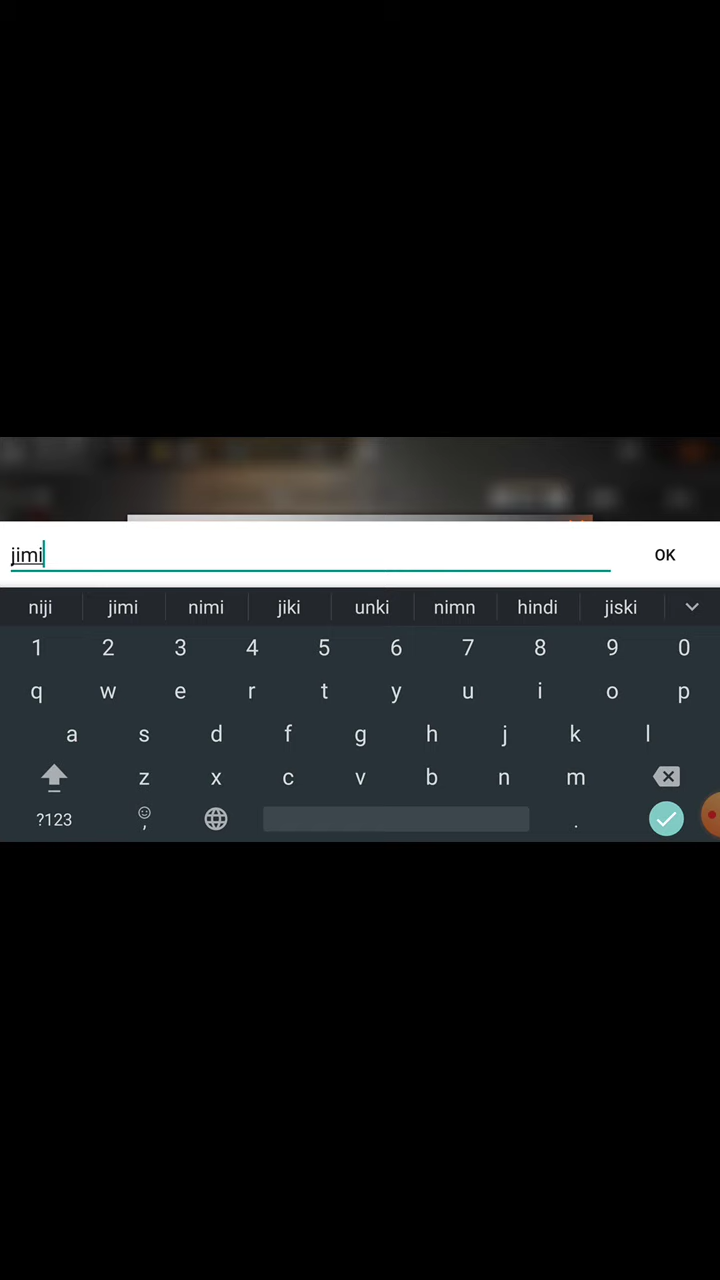 jimi OK
niji jimi nimi jiki unki nimn hindi jiski
1 2 3 4 5 6 7 8 9 0
q w e r t y u i o p
a s d f g h j k l
z x c v b n m
?123 , .